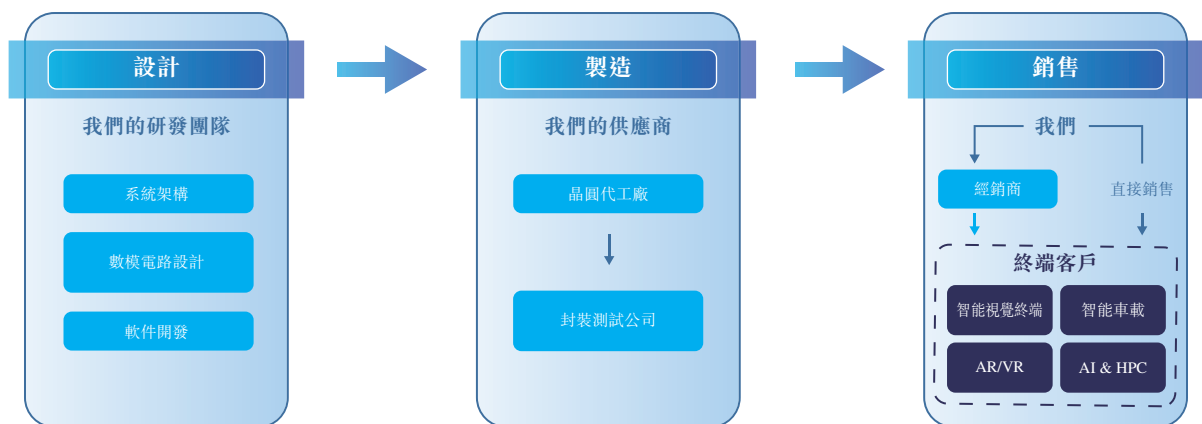 設計
我們的研發團隊
系統架構
數模電路設計
軟件開發
製造
我們的供應商
晶圓代工廠
封裝測試公司
銷售
我們
經銷商
直接銷售
終端客戶
智能視覺終端
智能車載
AR/VR
AI & HPC